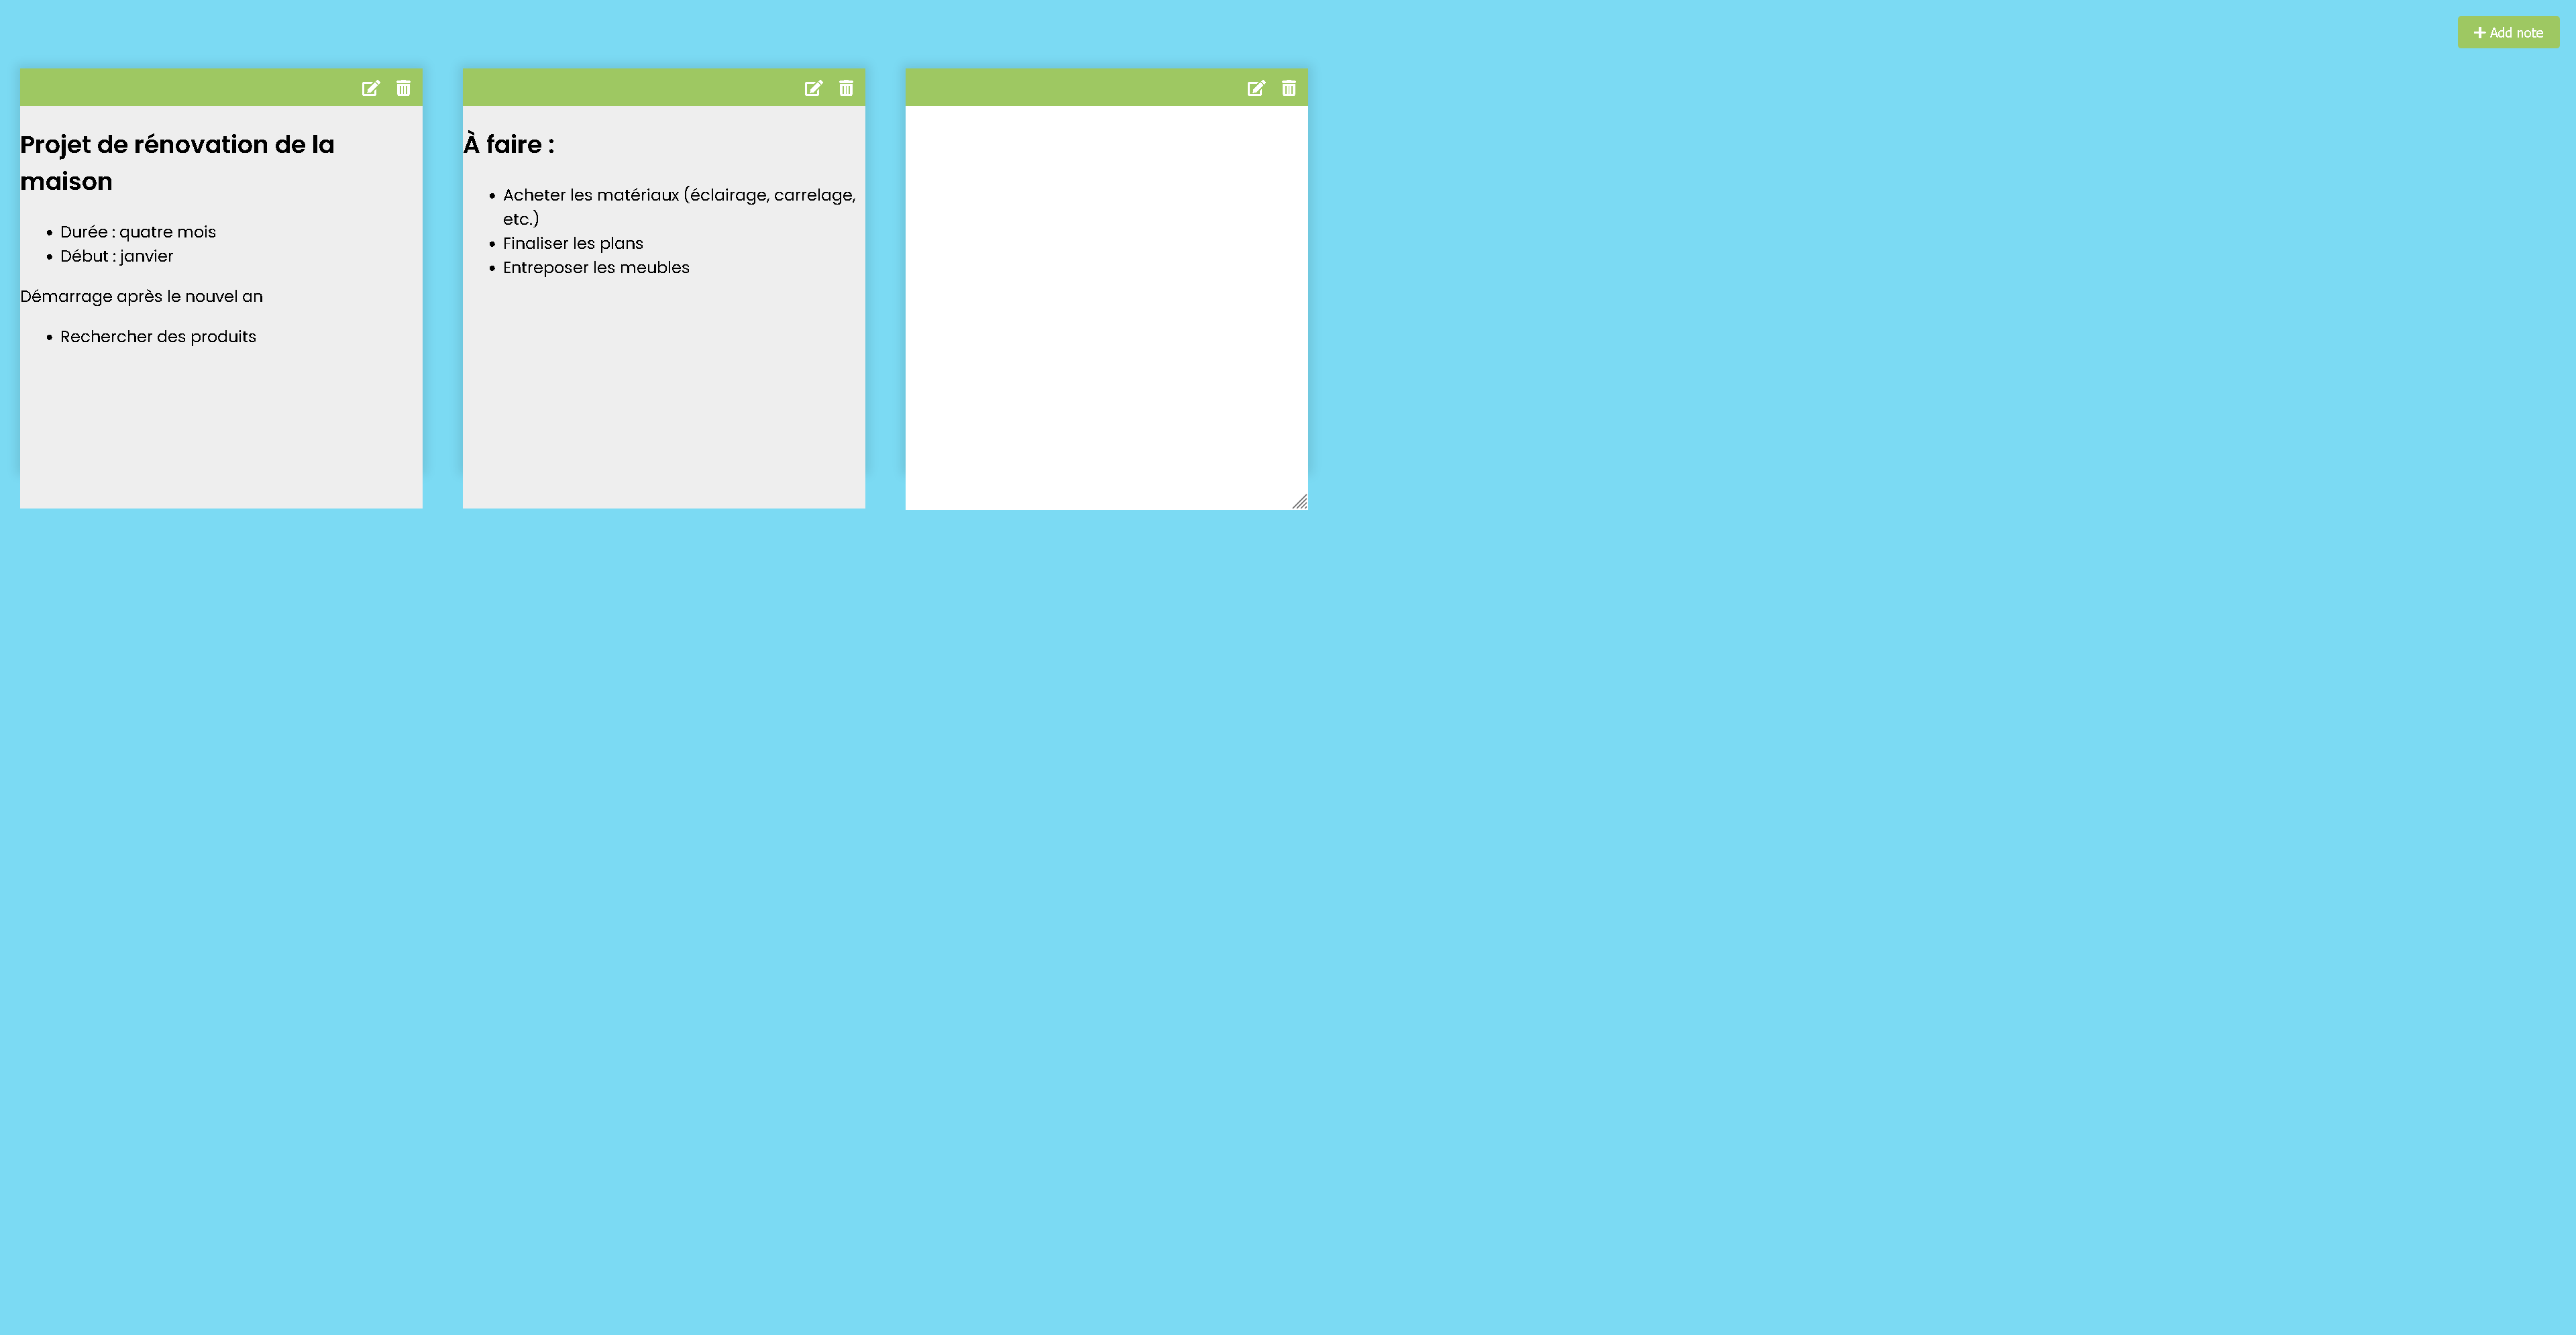 Add note
Projet de rénovation de la
maison
• Durée : quatre mois
• Début : janvier
Démarrage après le nouvel an
• Rechercher des produits
À faire :
• Acheter les matériaux (éclairage, carrelage,
etc.)
• Finaliser les plans
• Entreposer les meubles